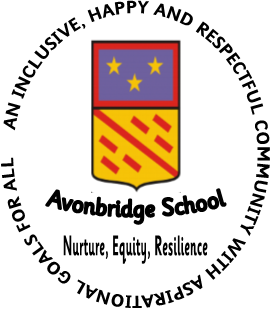 AN INCLUSIVE, HAPPY AND RESPECTFUL COMMUNITY WITH ASPIRATIONAL GOALS FOR ALL
Avonbridge School
Nurture, Equity, Resilience